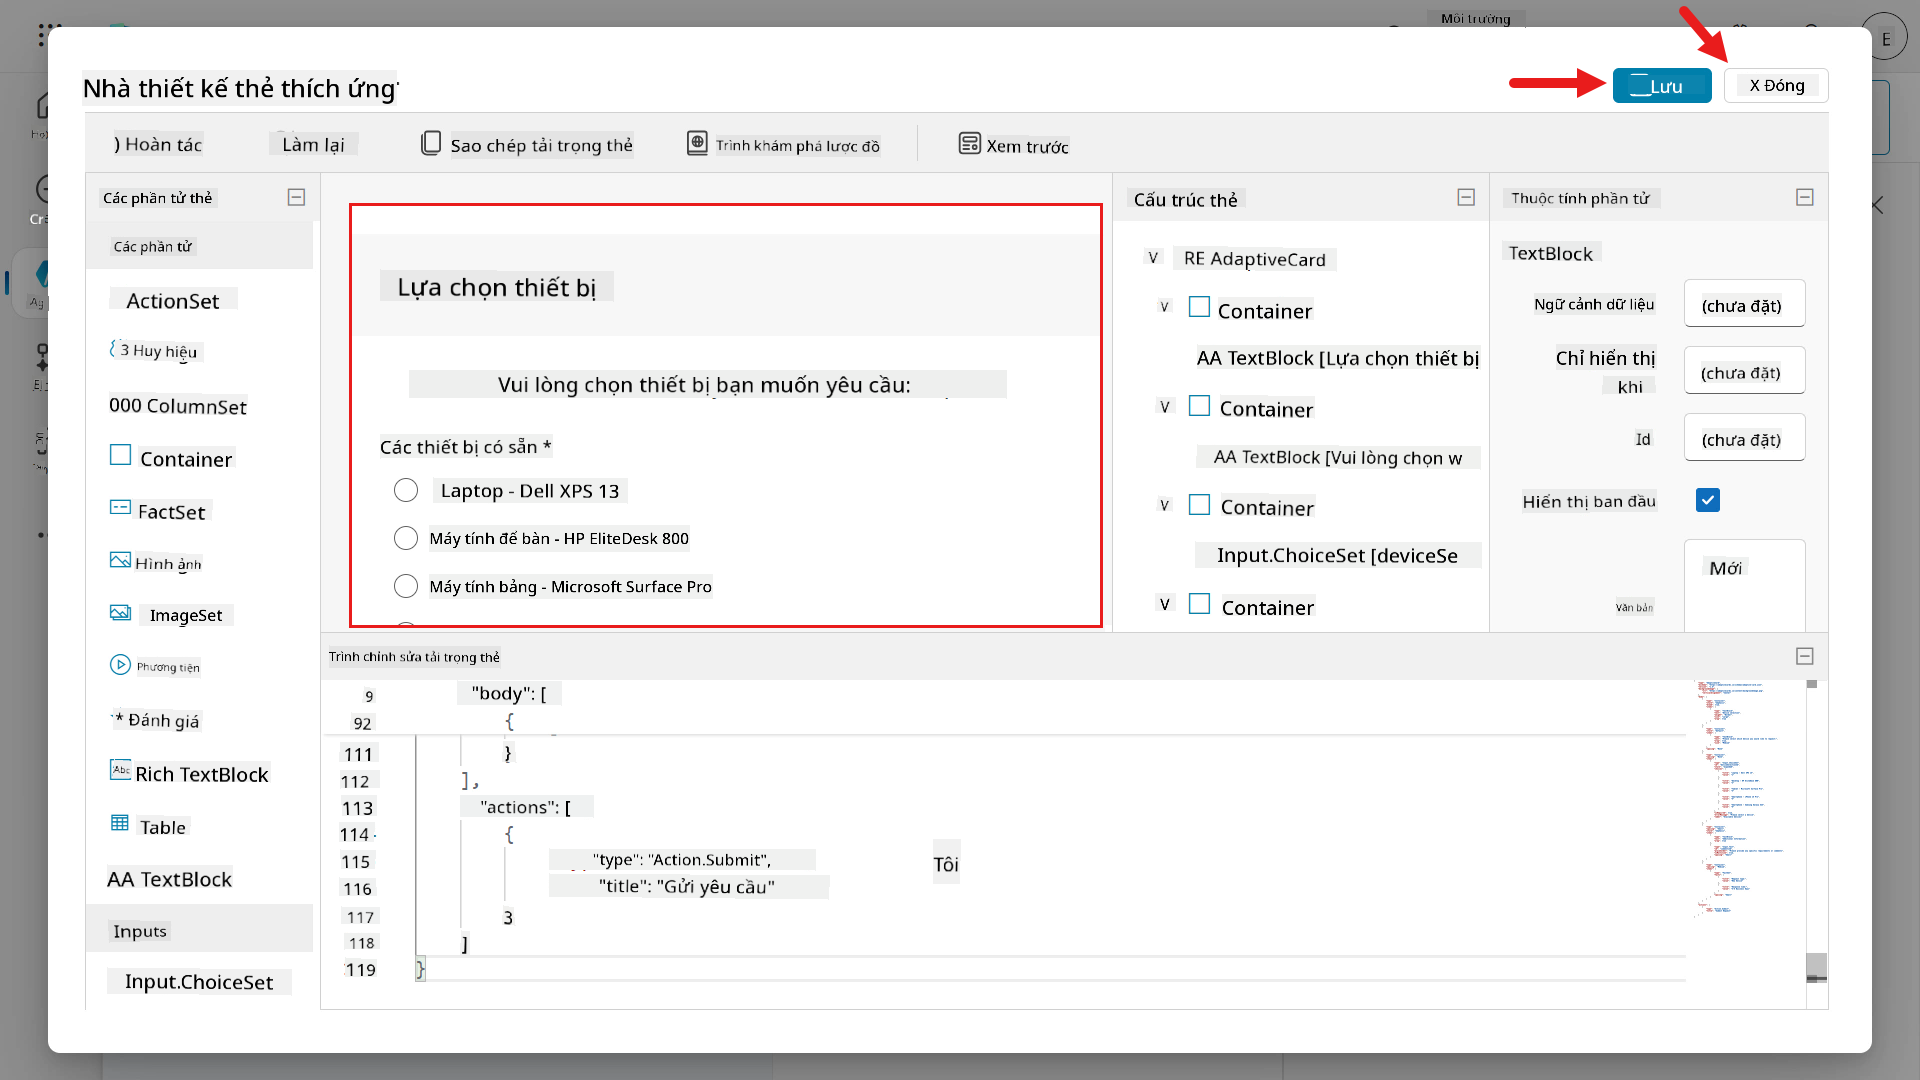 Môi trường
E
Nhà thiết kế thẻ thích ứng
Lưu
X Đóng
) Hoàn tác
Làm lại
Sao chép tải trọng thẻ
Trình khám phá lược đồ
Xem trước
Các phần tử thẻ
Các phần tử
ActionSet
3 Huy hiệu
000 ColumnSet
Container
FactSet
Hình ảnh
ImageSet
Phương tiện
* Đánh giá
Rich TextBlock
Table
AA TextBlock
Inputs
Input.ChoiceSet
Lựa chọn thiết bị
Vui lòng chọn thiết bị bạn muốn yêu cầu:
Các thiết bị có sẵn *
Laptop - Dell XPS 13
Máy tính để bàn - HP EliteDesk 800
Máy tính bảng - Microsoft Surface Pro
Cấu trúc thẻ
V RE AdaptiveCard
V Container
AA TextBlock [Lựa chọn thiết bị
V Container
AA TextBlock [Vui lòng chọn w
V Container
Input.ChoiceSet [deviceSe
V Container
Thuộc tính phần tử
TextBlock
Ngữ cảnh dữ liệu (chưa đặt)
Chỉ hiển thị
khi
(chưa đặt)
Id (chưa đặt)
Hiển thị ban đầu
Mới
Văn bản
Trình chỉnh sửa tải trọng thẻ
9 "body": [
92 {
111 }
112 ],
113 "actions": [
114 {
115 "type": "Action.Submit",
116 "title": "Gửi yêu cầu"
117 3
118 ]
119 }
Tôi